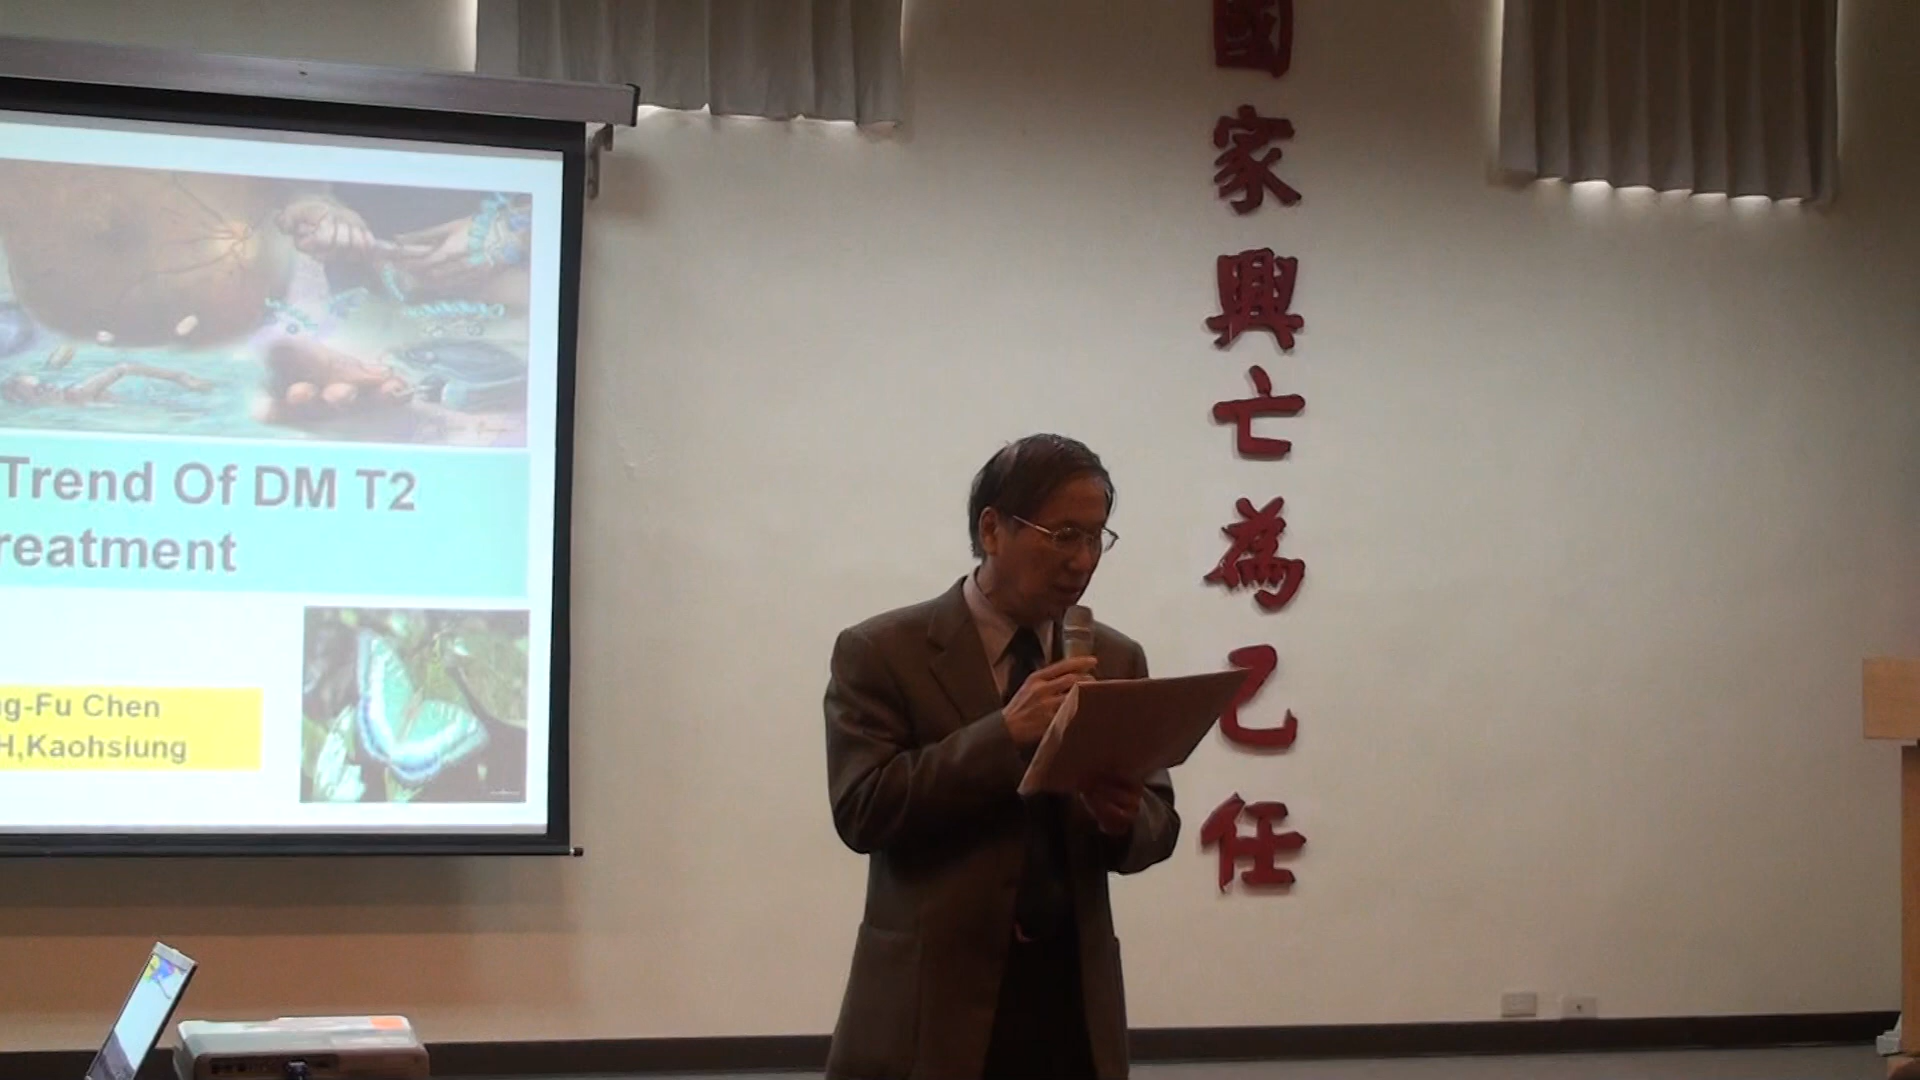 Trend Of DM T2
reatment
g-Fu Chen
H,Kaohsiung
國家興亡為己任